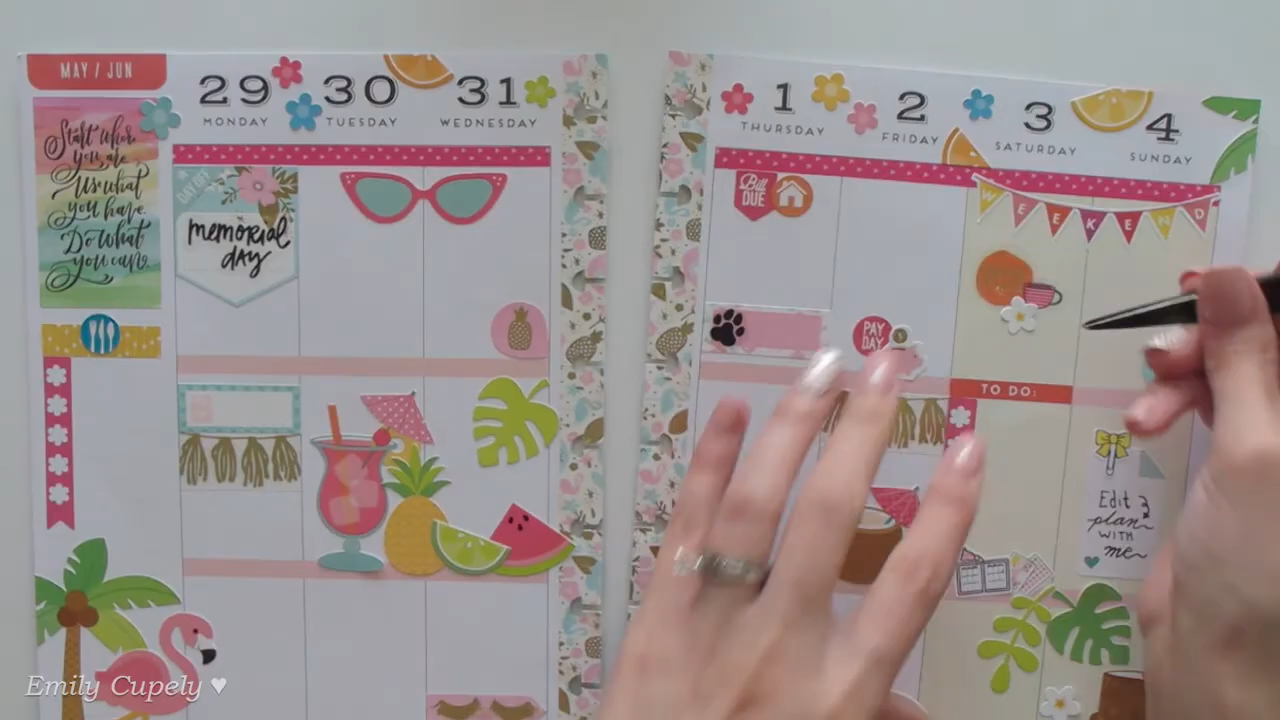 MAY / JUN
29
MONDAY
30
TUESDAY
31
WEDNESDAY
1
THURSDAY
2
FRIDAY
3
SATURDAY
4
SUNDAY
Start where
you are.
Use what
you have.
Do what
you can.
DAY OFF
memorial
day
Bill
DUE
WEEKEND
PAY
DAY
TO DO:
Edit
plan
WITH
me
Emily Cupely ♥